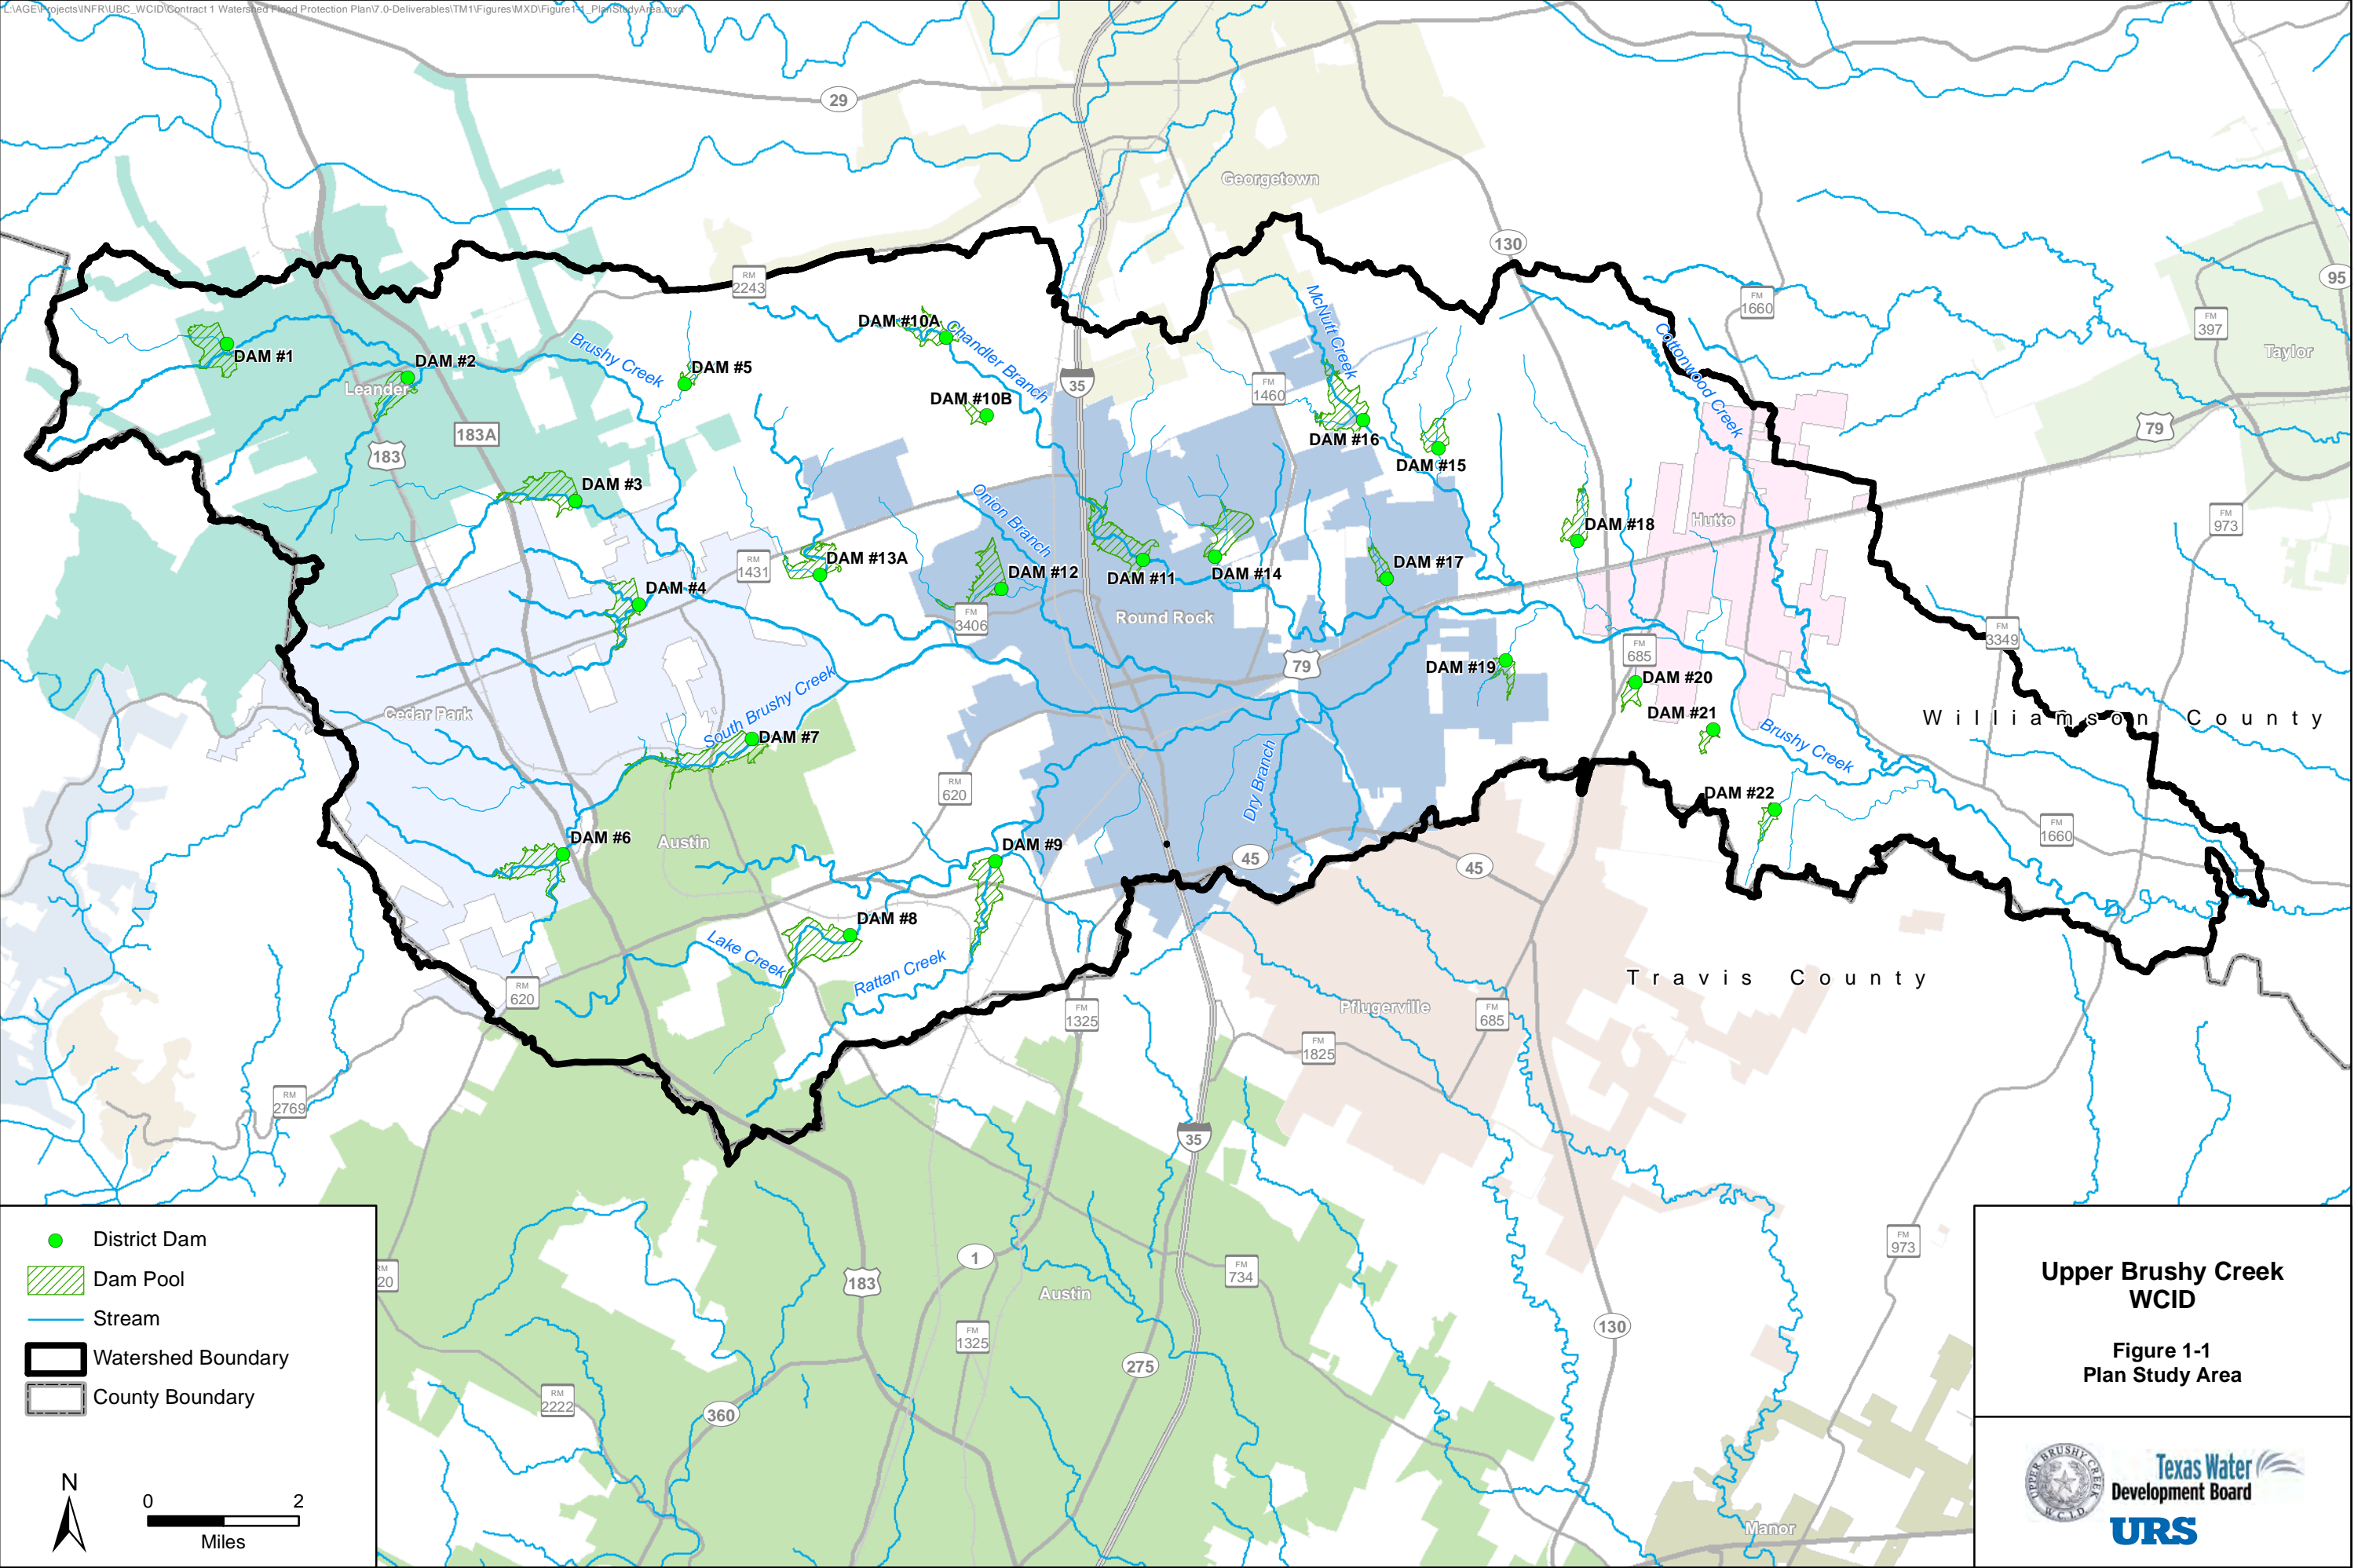 L:\AGE\Projects\INFR\UBC_WCID\Contract 1 Watershed Flood Protection Plan\7.0-Deliverables\TM1\Figures\MXD\Figure1-1_PlanStudyArea.mxd
29
Georgetown
130
95
RM
2243
FM
1660
FM
397
Taylor
DAM #10A
Chandler Branch
McNutt Creek
Cottonwood Creek
DAM #1
DAM #2
Brushy Creek
DAM #5
Leander
35
FM
1460
DAM #10B
183A
183
DAM #16
DAM #15
79
DAM #3
Onion Branch
DAM #18
Hutto
FM
973
RM
1431
DAM #13A
DAM #12
DAM #11
DAM #14
DAM #17
DAM #4
FM
3406
Round Rock
FM
3349
FM
685
79
DAM #19
DAM #20
Cedar Park
South Brushy Creek
DAM #7
DAM #21
Brushy Creek
Williamson County
RM
620
Dry Branch
DAM #22
FM
1660
DAM #6
Austin
DAM #9
45
45
DAM #8
Lake Creek
Rattan Creek
RM
620
Travis County
FM
1325
Pflugerville
FM
685
FM
1825
RM
2769
35
District Dam
Dam Pool
Stream
Watershed Boundary
County Boundary
N
0 2
Miles
RM
20
1
183
FM
734
Austin
FM
1325
275
130
FM
973
RM
2222
360
Manor
Upper Brushy Creek
WCID
Figure 1-1
Plan Study Area
UPPER BRUSHY CREEK
W.C.I.D.
Texas Water
Development Board
URS